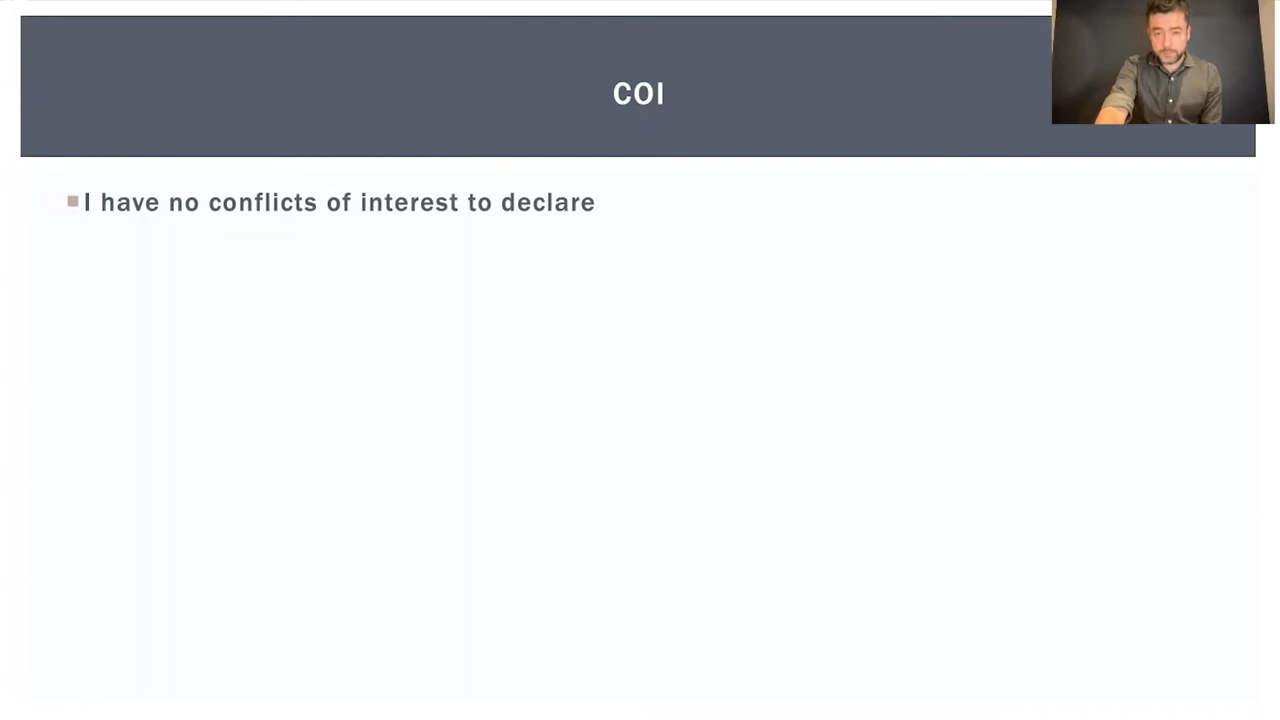 COI
I have no conflicts of interest to declare